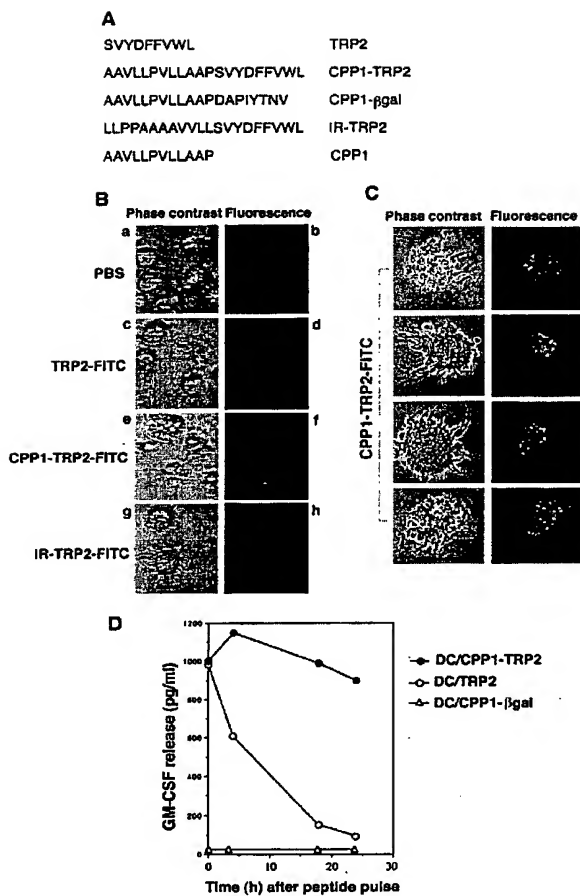 A
SVYDFFVWL TRP2
AAVLLPVLLAAPSVYDFFVWL CPP1-TRP2
AAVLLPVLLAAPDAPIYTNV CPP1-βgal
LLPPAAAAVVLLSVYDFFVWL IR-TRP2
AAVLLPVLLAAP CPP1
B
Phase contrast Fluorescence
a b
PBS
c d
TRP2-FITC
e f
CPP1-TRP2-FITC
g h
IR-TRP2-FITC
C
Phase contrast Fluorescence
CPP1-TRP2-FITC
D
GM-CSF release (pg/ml)
1200
1000
800
600
400
200
0
0 10 20 30
Time (h) after peptide pulse
DC/CPP1-TRP2
DC/TRP2
DC/CPP1-βgal